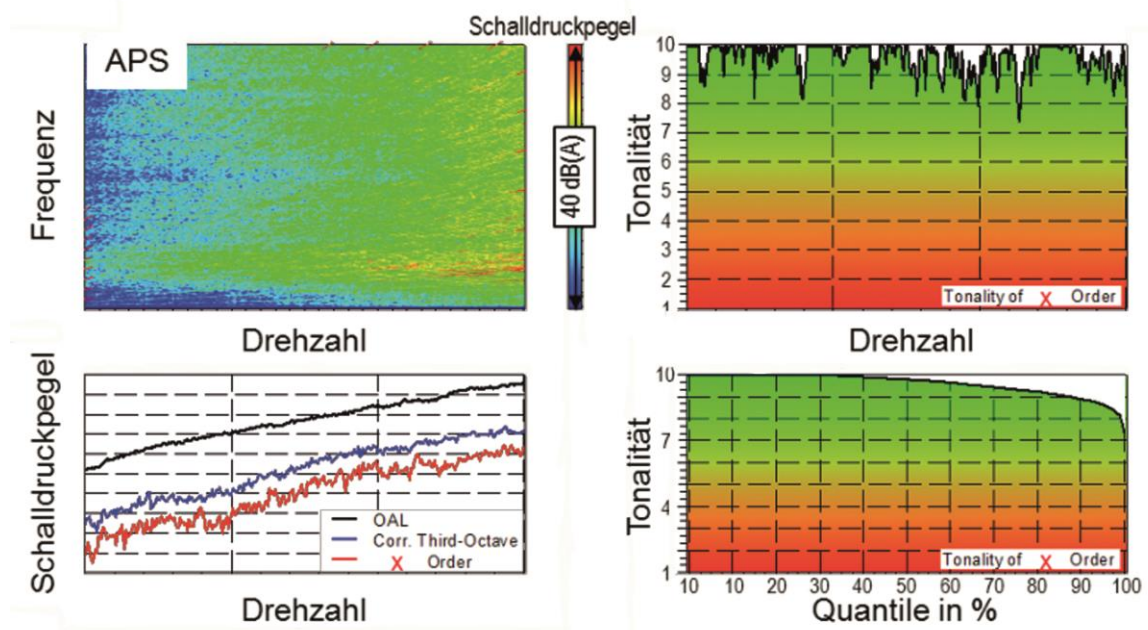 APS
Frequenz
Drehzahl
Schalldruckpegel
40 dB(A)
Tonalität
10
9
8
7
6
5
4
3
2
1
Tonality of X Order
Drehzahl
Schalldruckpegel
OAL
Corr. Third-Octave
X Order
Drehzahl
Tonalität
10
7
4
1
Tonality of X Order
10 10 20 30 40 50 60 70 80 90 100
Quantile in %